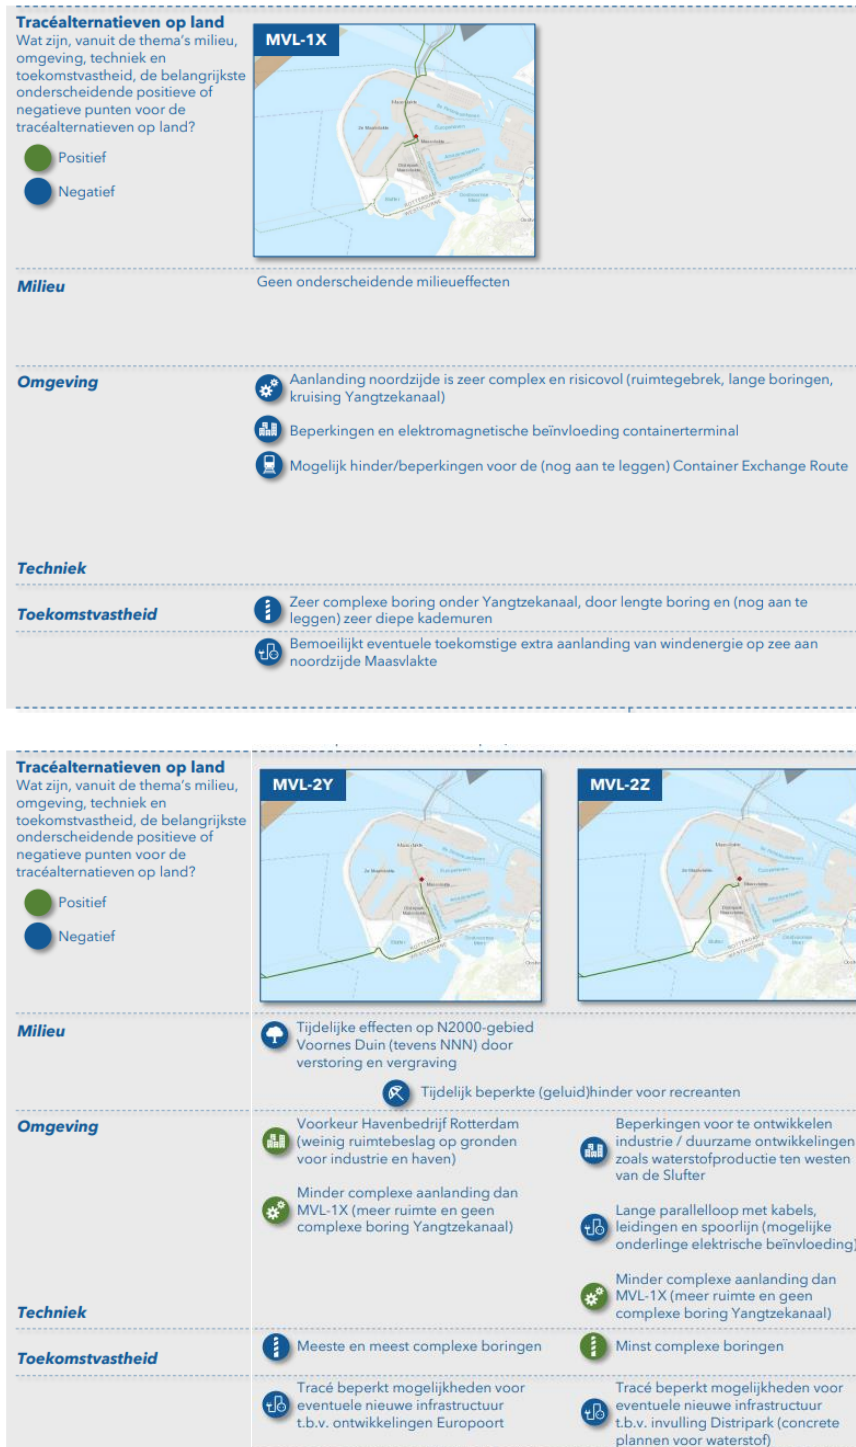 Tracéalternatieven op land
Wat zijn, vanuit de thema's milieu,
omgeving, techniek en
toekomstvastheid, de belangrijkste
onderscheidende positieve of
negatieve punten voor de
tracéalternatieven op land?
Positief
Negatief
MVL-1X
Milieu
Geen onderscheidende milieueffecten
Omgeving
Aanlanding noordzijde is zeer complex en risicovol (ruimtegebrek, lange boringen,
kruising Yangtzekanaal)
Beperkingen en elektromagnetische beïnvloeding containerterminal
Mogelijk hinder/beperkingen voor de (nog aan te leggen) Container Exchange Route
Techniek
Toekomstvastheid
Zeer complexe boring onder Yangtzekanaal, door lengte boring en (nog aan te
leggen) zeer diepe kademuren
Bemoeilijkt eventuele toekomstige extra aanlanding van windenergie op zee aan
noordzijde Maasvlakte
Tracéalternatieven op land
Wat zijn, vanuit de thema's milieu,
omgeving, techniek en
toekomstvastheid, de belangrijkste
onderscheidende positieve of
negatieve punten voor de
tracéalternatieven op land?
Positief
Negatief
MVL-2Y
MVL-2Z
Milieu
Tijdelijke effecten op N2000-gebied
Voornes Duin (tevens NNN) door
verstoring en vergraving
Tijdelijk beperkte (geluid)hinder voor recreanten
Omgeving
Voorkeur Havenbedrijf Rotterdam
(weinig ruimtebeslag op gronden
voor industrie en haven)
Minder complexe aanlanding dan
MVL-1X (meer ruimte en geen
complexe boring Yangtzekanaal)
Beperkingen voor te ontwikkelen
industrie / duurzame ontwikkelingen
zoals waterstofproductie ten westen
van de Slufter
Lange parallelloop met kabels,
leidingen en spoorlijn (mogelijke
onderlinge elektrische beïnvloeding)
Minder complexe aanlanding dan
MVL-1X (meer ruimte en geen
complexe boring Yangtzekanaal)
Techniek
Toekomstvastheid
Meeste en meest complexe boringen
Minst complexe boringen
Tracé beperkt mogelijkheden voor
eventuele nieuwe infrastructuur
t.b.v. ontwikkelingen Europoort
Tracé beperkt mogelijkheden voor
eventuele nieuwe infrastructuur
t.b.v. invulling Distripark (concrete
plannen voor waterstof)